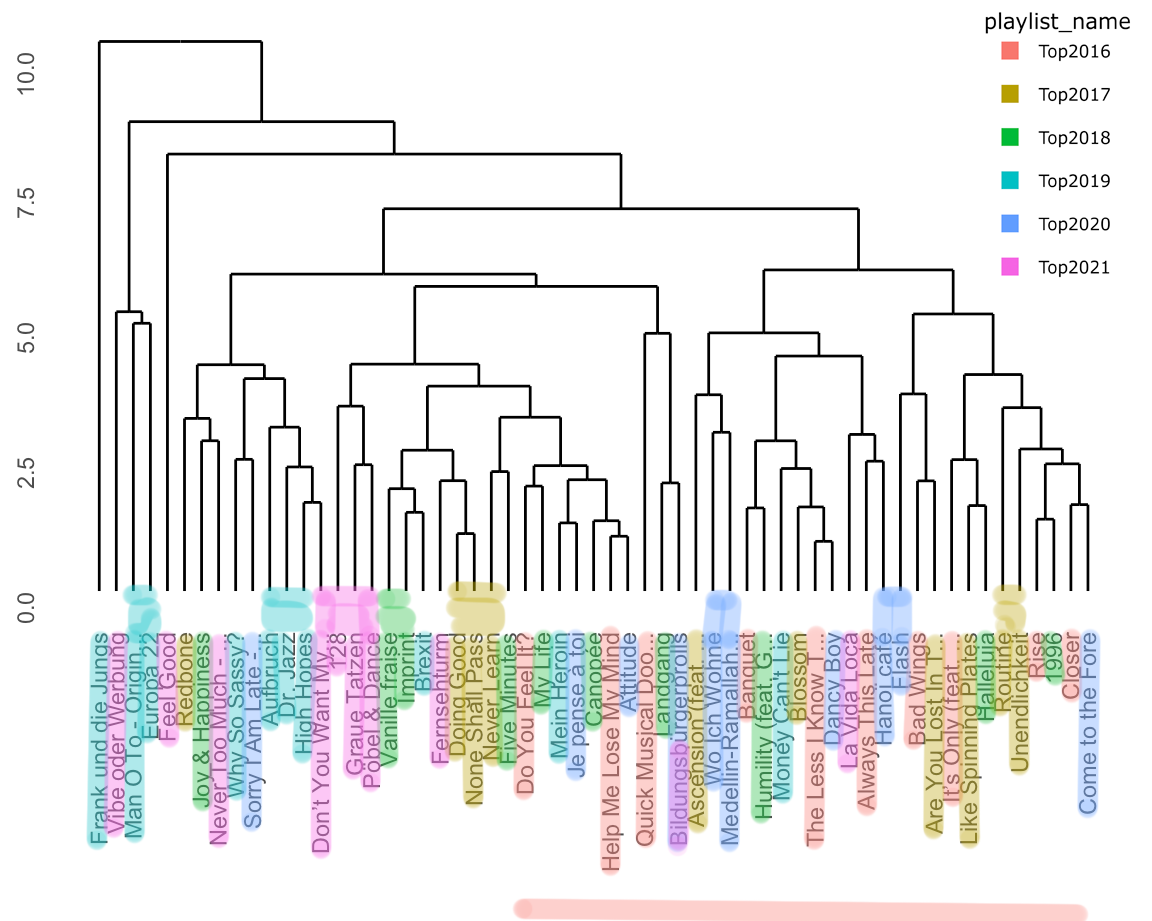 playlist_name
Top2016
Top2017
Top2018
Top2019
Top2020
Top2021
10.0
7.5
5.0
2.5
0.0
Frank und die Jungs
Vibe oder Werbung
Man O To - Origin…
Europa 22
Feel Good
Redbone
Joy & Happiness
Never Too Much - …
Why So Sassy?
Sorry I Am Late -…
Aufbruch
Dr. Jazz
High Hopes
Don't You Want My…
1'28
Graue Tatzen
Pöbel & Dance
Vanille fraise
Imprint
Brexit
Fernsehturm
Doing Good
None Shall Pass
Never Learn
Five Minutes
Do You Feel It?
My Life
Mein Herz
Je pense à toi
Canopée
Help Me Lose My Mind
Attitude
Quick Musical Doo…
Landgang
Bildungsbürgerprolls
Ascension (feat. …
Wo ich Wohne
Medellin-Ramallah
Banquet
Humility (feat. G…
Money Can't Lie
Blossom
The Less I Know T…
Dancy Boy
La Vida Loca
Always This Late
Hanoi café
Flash
Bad Wings
Are You Lost In T…
It's Only (feat. …
Like Spinning Plates
Halleluja
Routine
Unendlichkeit
Rise
1996
Closer
Come to the Fore